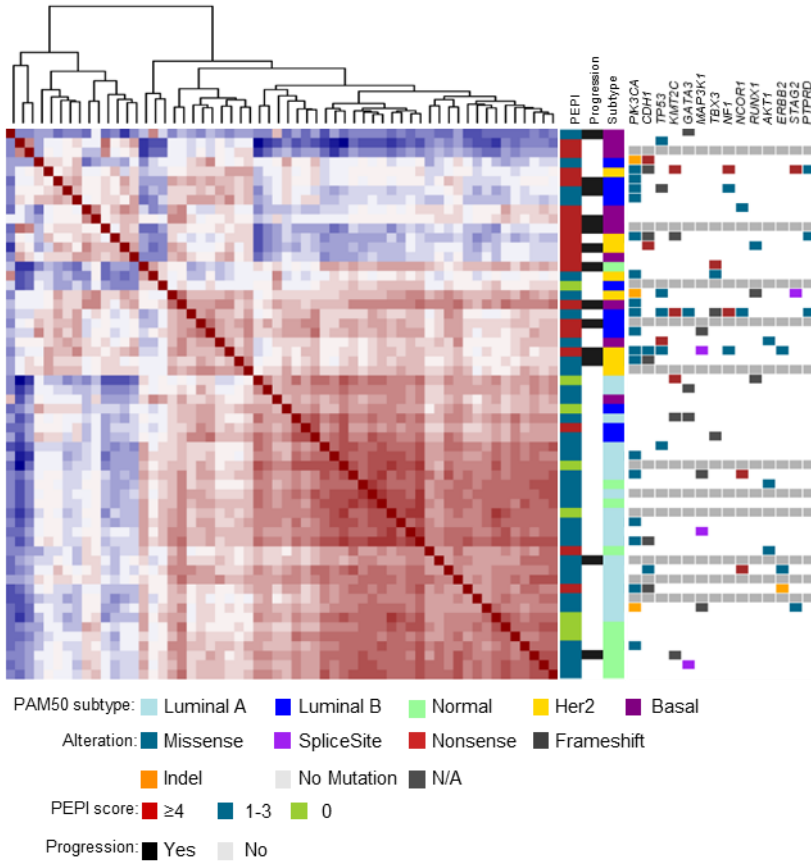 PEPI
Progression
Subtype
PIK3CA
CDH1
TP53
KMT2C
GATA3
MAP3K1
TBX3
NF1
NCOR1
RUNX1
AKT1
ERBB2
STAG2
PTPRD
PAM50 subtype: Luminal A Luminal B Normal Her2 Basal
Alteration: Missense SpliceSite Nonsense Frameshift
Indel No Mutation N/A
PEPI score: ≥4 1-3 0
Progression: Yes No